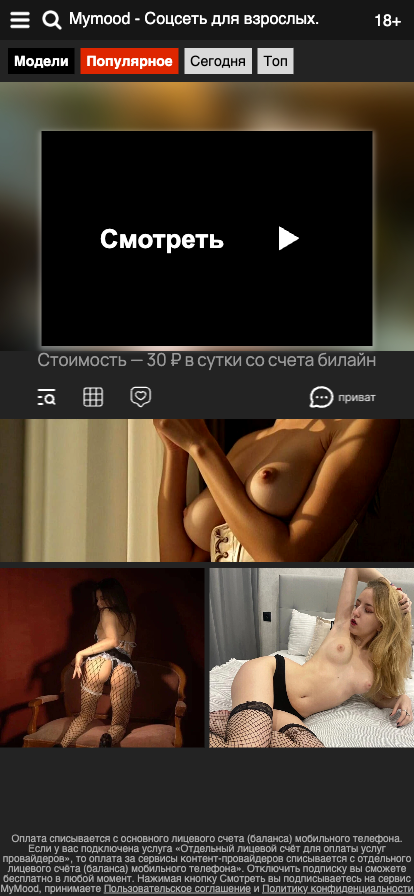 Mymood - Соцсеть для взрослых.
18+
Модели Популярное Сегодня Топ
Смотреть
Стоимость — 30 ₽ в сутки со счета билайн
приват
Оплата списывается с основного лицевого счета (баланса) мобильного телефона.
Если у вас подключена услуга «Отдельный лицевой счёт для оплаты услуг
провайдеров», то оплата за сервисы контент-провайдеров списывается с отдельного
лицевого счёта (баланса) мобильного телефона». Отключить подписку вы сможете
бесплатно в любой момент. Нажимая кнопку Смотреть вы подписываетесь на сервис
MyMood, принимаете Пользовательское соглашение и Политику конфиденциальности